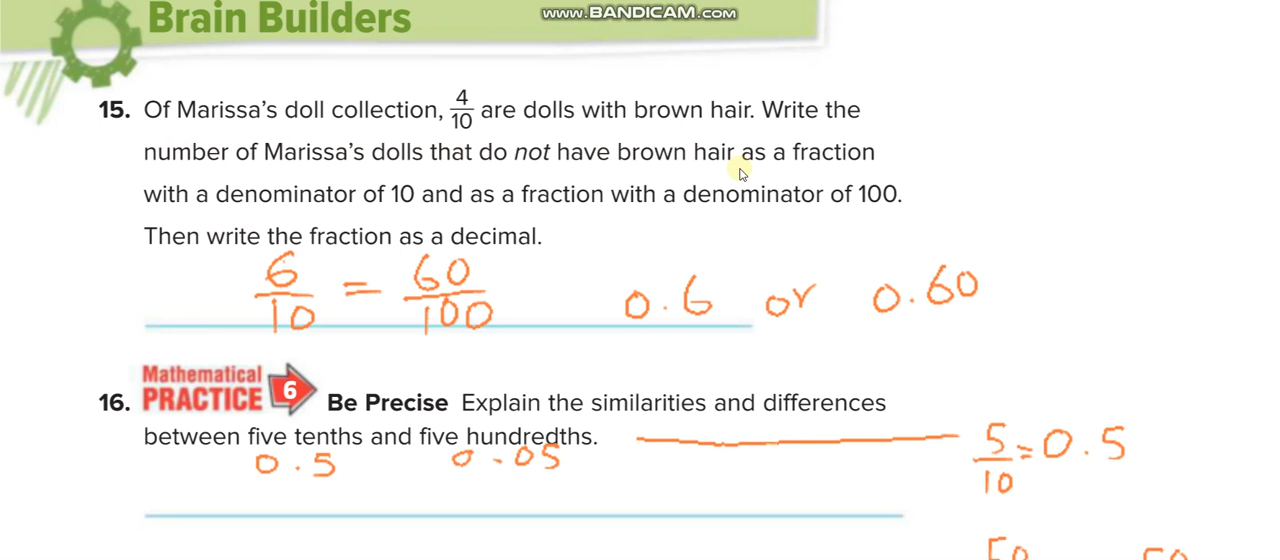 www.BANDICAM.com
Brain Builders
15. Of Marissa's doll collection, 4/10 are dolls with brown hair. Write the
number of Marissa's dolls that do not have brown hair as a fraction
with a denominator of 10 and as a fraction with a denominator of 100.
Then write the fraction as a decimal.
6/10 = 60/100 0.6 or 0.60
Mathematical
PRACTICE 6
16. Be Precise Explain the similarities and differences
between five tenths and five hundredths.
0.5 0.05
5/10 = 0.5